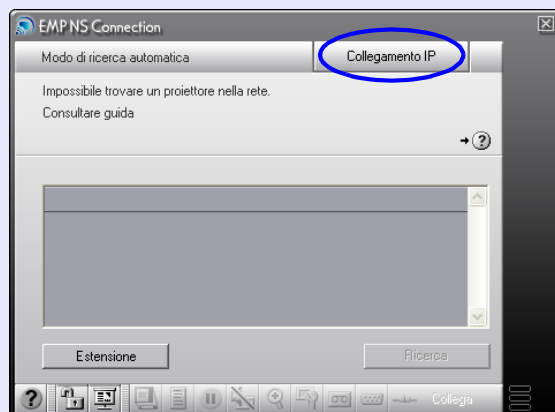 EMP NS Connection
Modo di ricerca automatica
Collegamento IP
Impossibile trovare un proiettore nella rete.
Consultare guida
Estensione
Ricerca
Collega